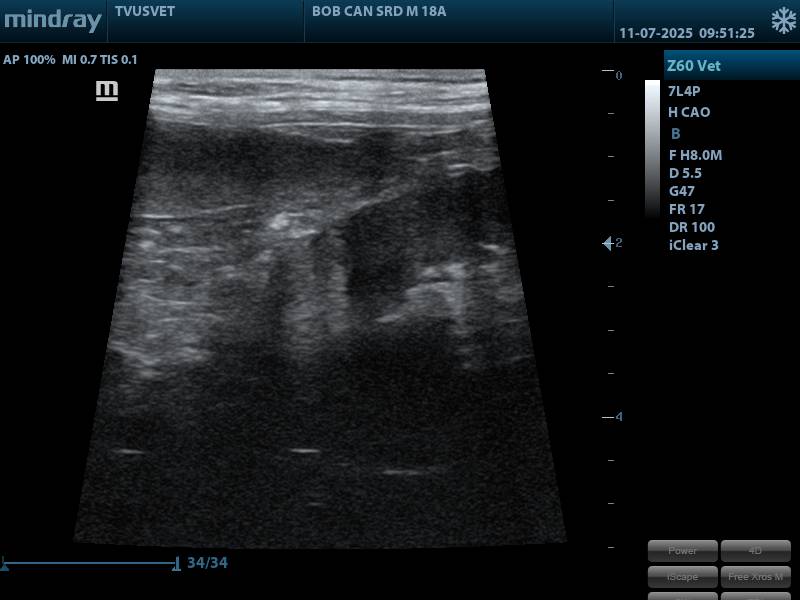 mindray
TVUSVET
BOB CAN SRD M 18A
11-07-2025 09:51:25
AP 100% MI 0.7 TIS 0.1
m
Z60 Vet
7L4P
H CAO
B
F H8.0M
D 5.5
G47
FR 17
DR 100
iClear 3
0
2
4
34/34
Power
4D
iScape
Free Xros M